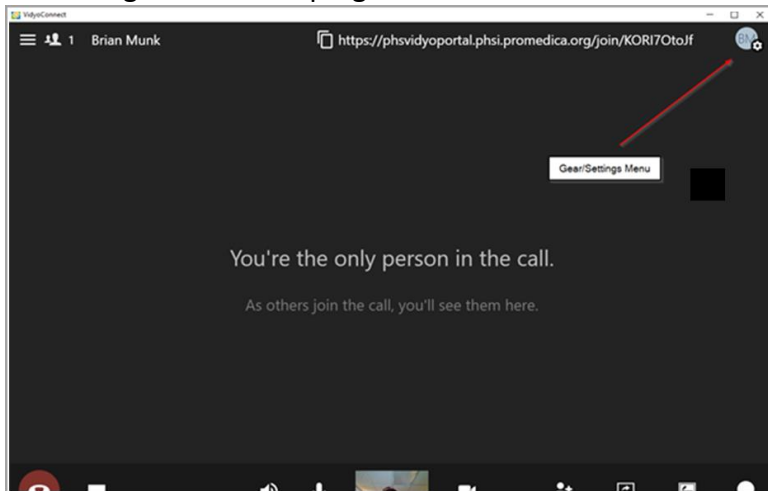 VidyoConnect
1 Brian Munk https://phsvidyoportal.phsi.promedica.org/join/KORI7OtoJf BM
Gear/Settings Menu
You're the only person in the call.
As others join the call, you'll see them here.